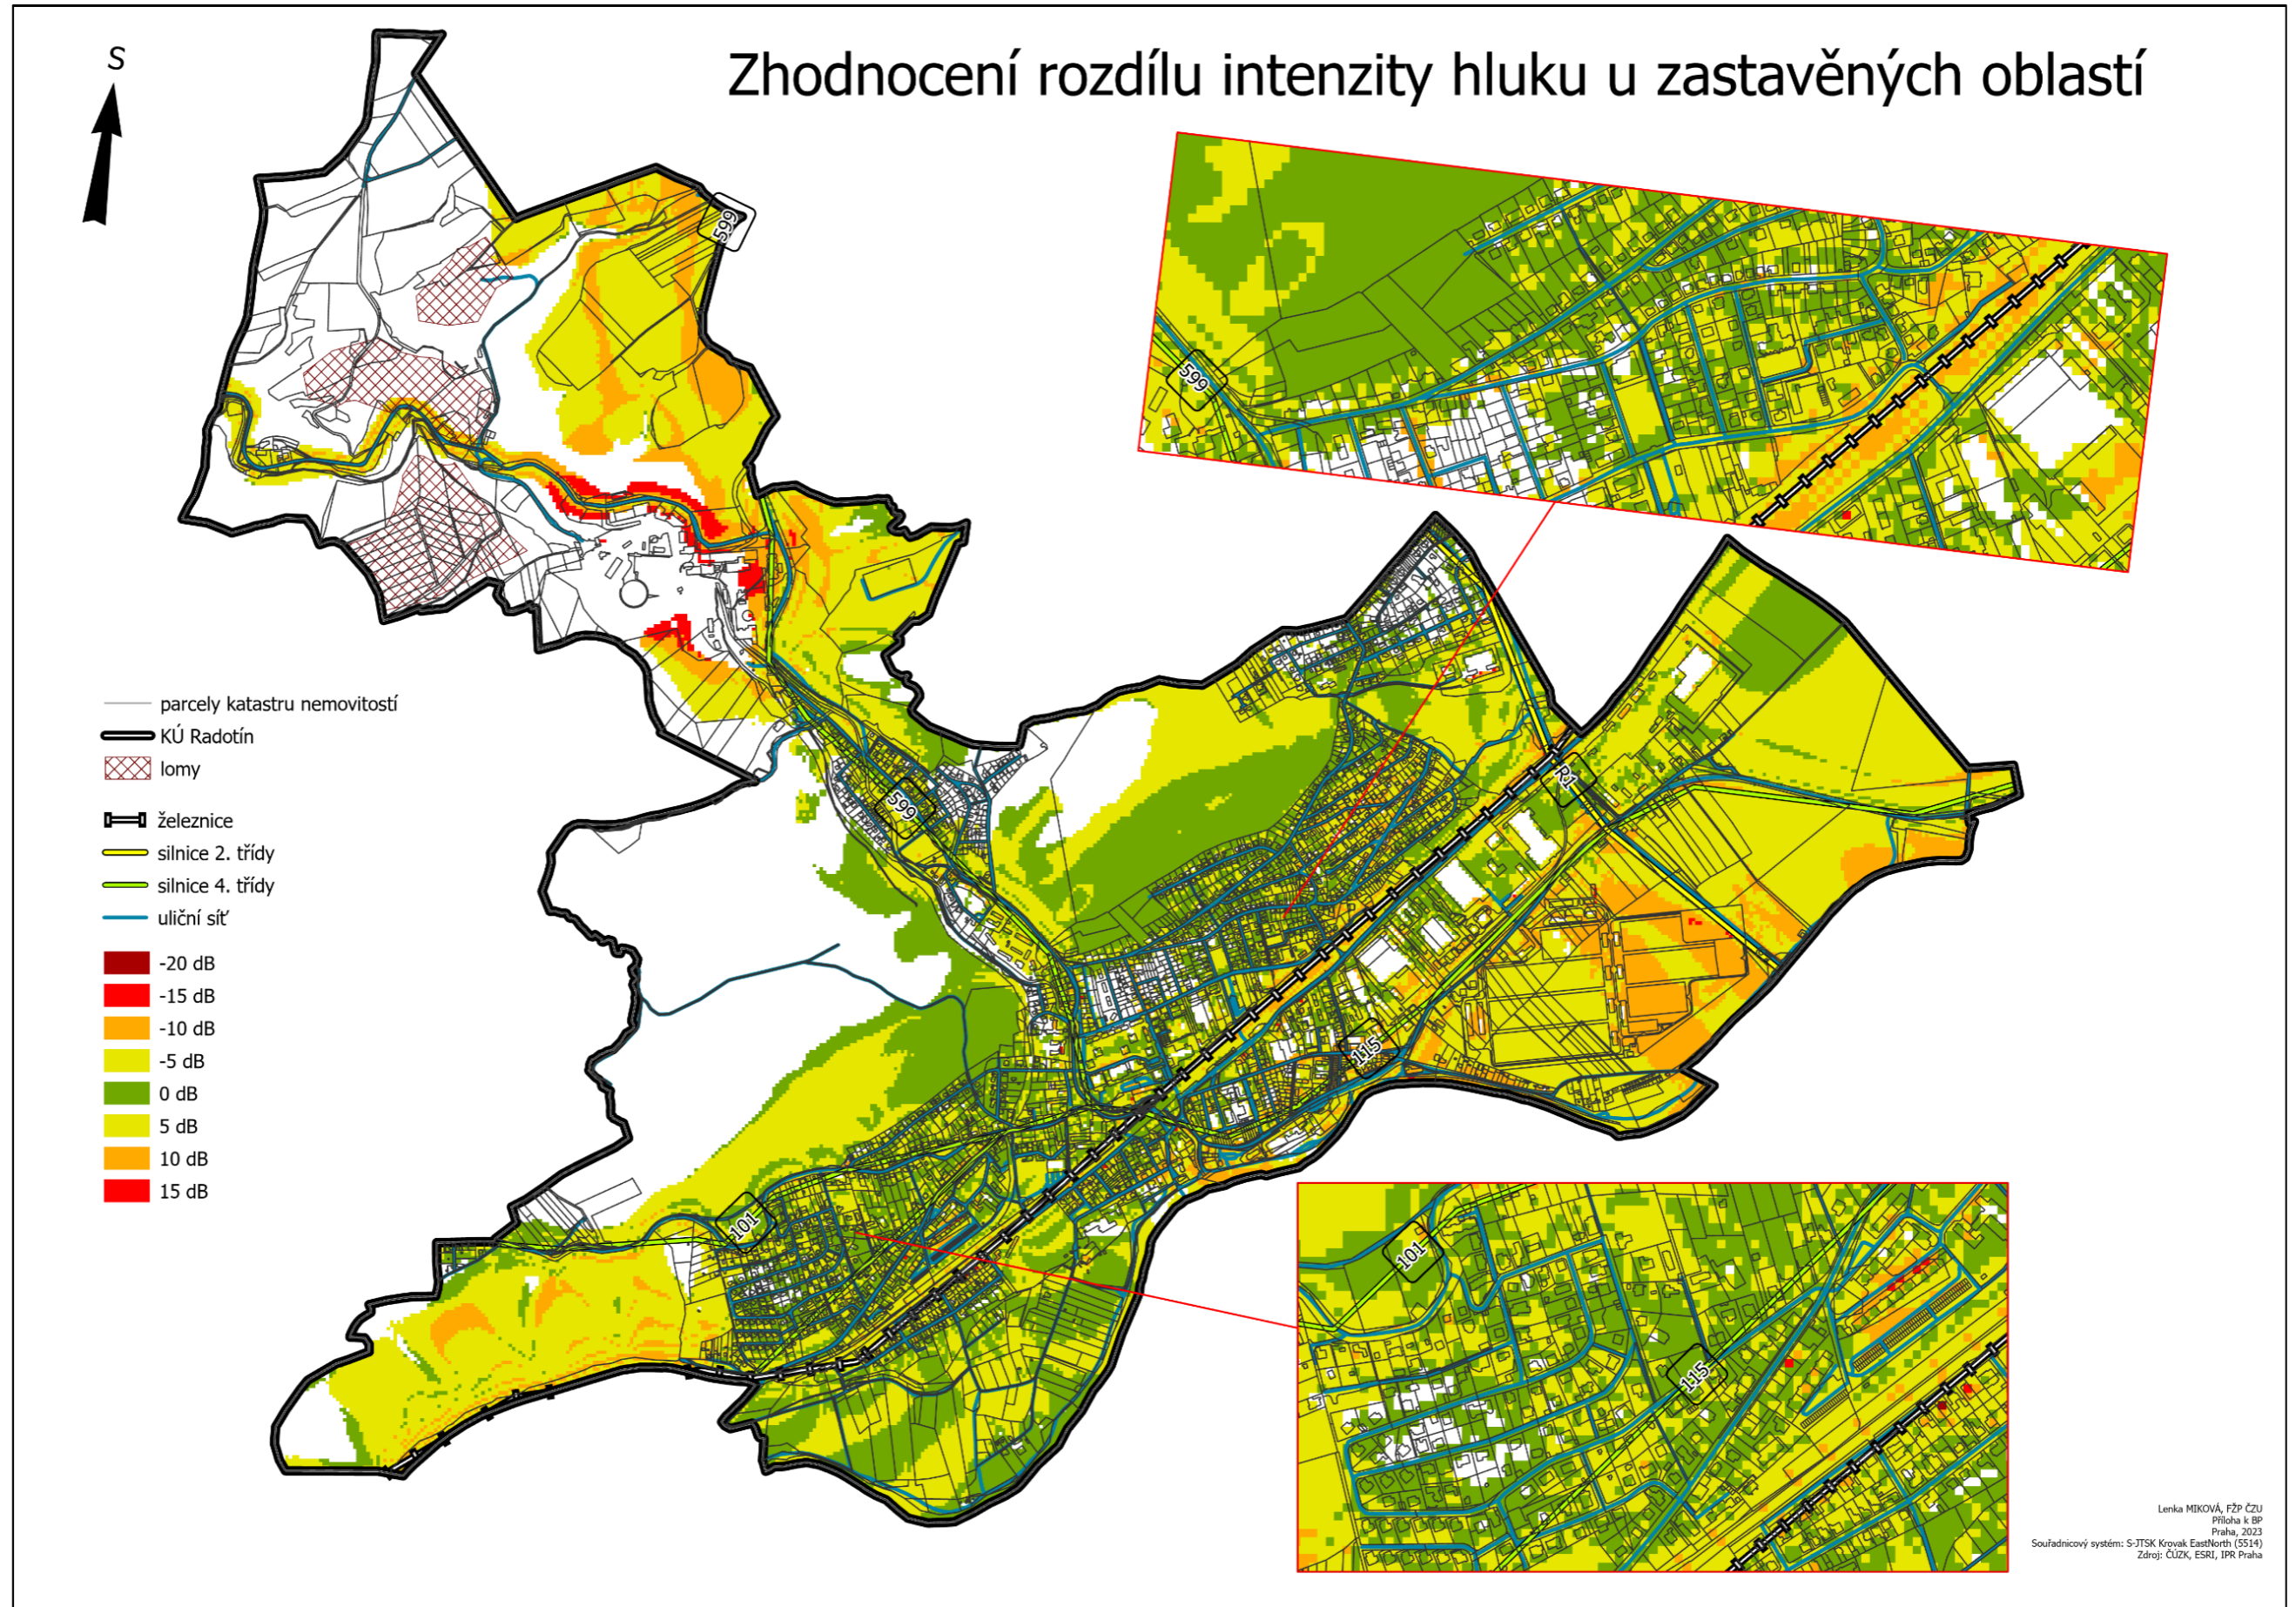 Zhodnocení rozdílu intenzity hluku u zastavěných oblastí
S
599
599
599
R1
115
101
101
115
parcely katastru nemovitostí
KÚ Radotín
lomy
železnice
silnice 2. třídy
silnice 4. třídy
uliční síť
-20 dB
-15 dB
-10 dB
-5 dB
0 dB
5 dB
10 dB
15 dB
Lenka MIKOVÁ, FŽP ČZU
Příloha k BP
Praha, 2023
Souřadnicový systém: S-JTSK Krovak EastNorth (5514)
Zdroj: ČÚZK, ESRI, IPR Praha